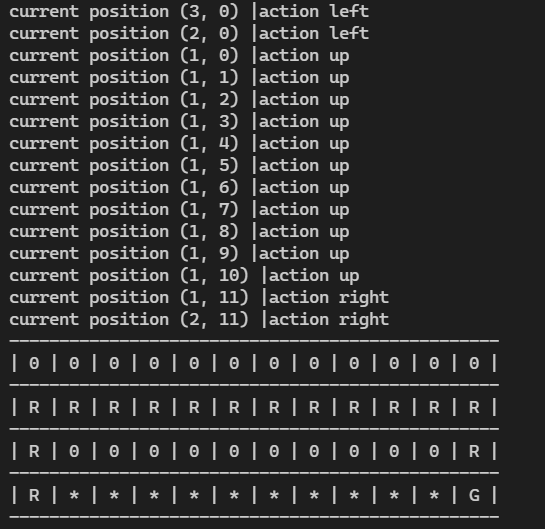 current position (3, 0) |action left
current position (2, 0) |action left
current position (1, 0) |action up
current position (1, 1) |action up
current position (1, 2) |action up
current position (1, 3) |action up
current position (1, 4) |action up
current position (1, 5) |action up
current position (1, 6) |action up
current position (1, 7) |action up
current position (1, 8) |action up
current position (1, 9) |action up
current position (1, 10) |action up
current position (1, 11) |action right
current position (2, 11) |action right
-------------------------------------------------
| 0 | 0 | 0 | 0 | 0 | 0 | 0 | 0 | 0 | 0 | 0 | 0 |
-------------------------------------------------
| R | R | R | R | R | R | R | R | R | R | R | R |
-------------------------------------------------
| R | 0 | 0 | 0 | 0 | 0 | 0 | 0 | 0 | 0 | 0 | R |
-------------------------------------------------
| R | * | * | * | * | * | * | * | * | * | * | G |
-------------------------------------------------